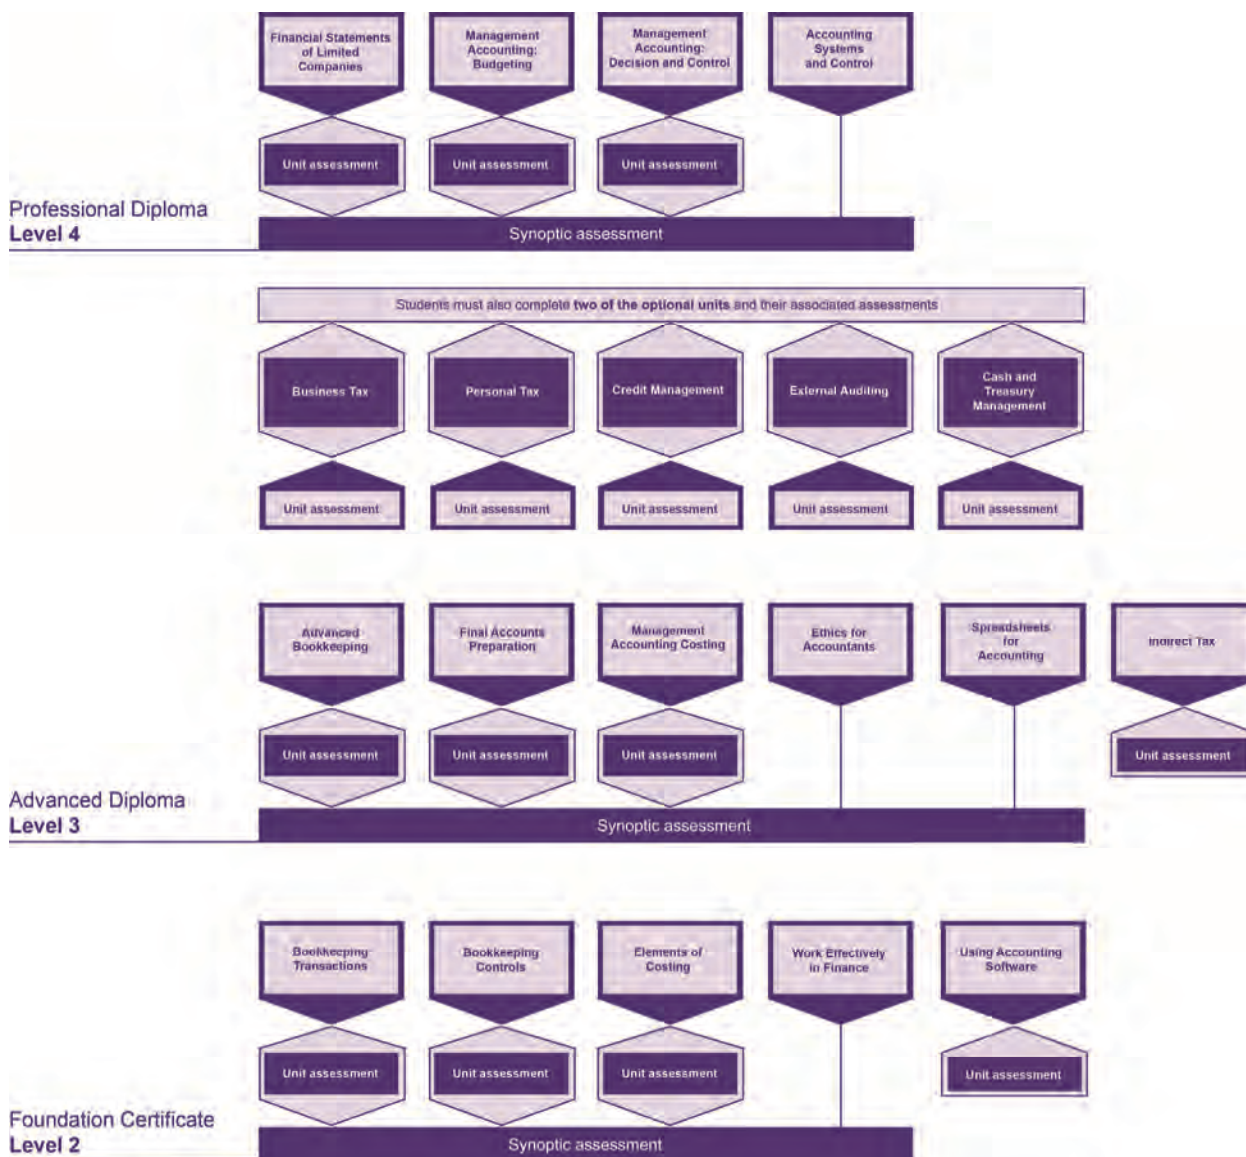 Financial Statements
of Limited
Companies
Management
Accounting:
Budgeting
Management
Accounting:
Decision and Control
Accounting
Systems
and Control
Unit assessment
Unit assessment
Unit assessment
Professional Diploma
Level 4
Synoptic assessment
Students must also complete two of the optional units and their associated assessments
Business Tax
Personal Tax
Credit Management
External Auditing
Cash and
Treasury
Management
Unit assessment
Unit assessment
Unit assessment
Unit assessment
Unit assessment
Advanced
Bookkeeping
Final Accounts
Preparation
Management
Accounting Costing
Ethics for
Accountants
Spreadsheets
for
Accounting
Indirect Tax
Unit assessment
Unit assessment
Unit assessment
Unit assessment
Advanced Diploma
Level 3
Synoptic assessment
Bookkeeping
Transactions
Bookkeeping
Controls
Elements of
Costing
Work Effectively
in Finance
Using Accounting
Software
Unit assessment
Unit assessment
Unit assessment
Unit assessment
Foundation Certificate
Level 2
Synoptic assessment